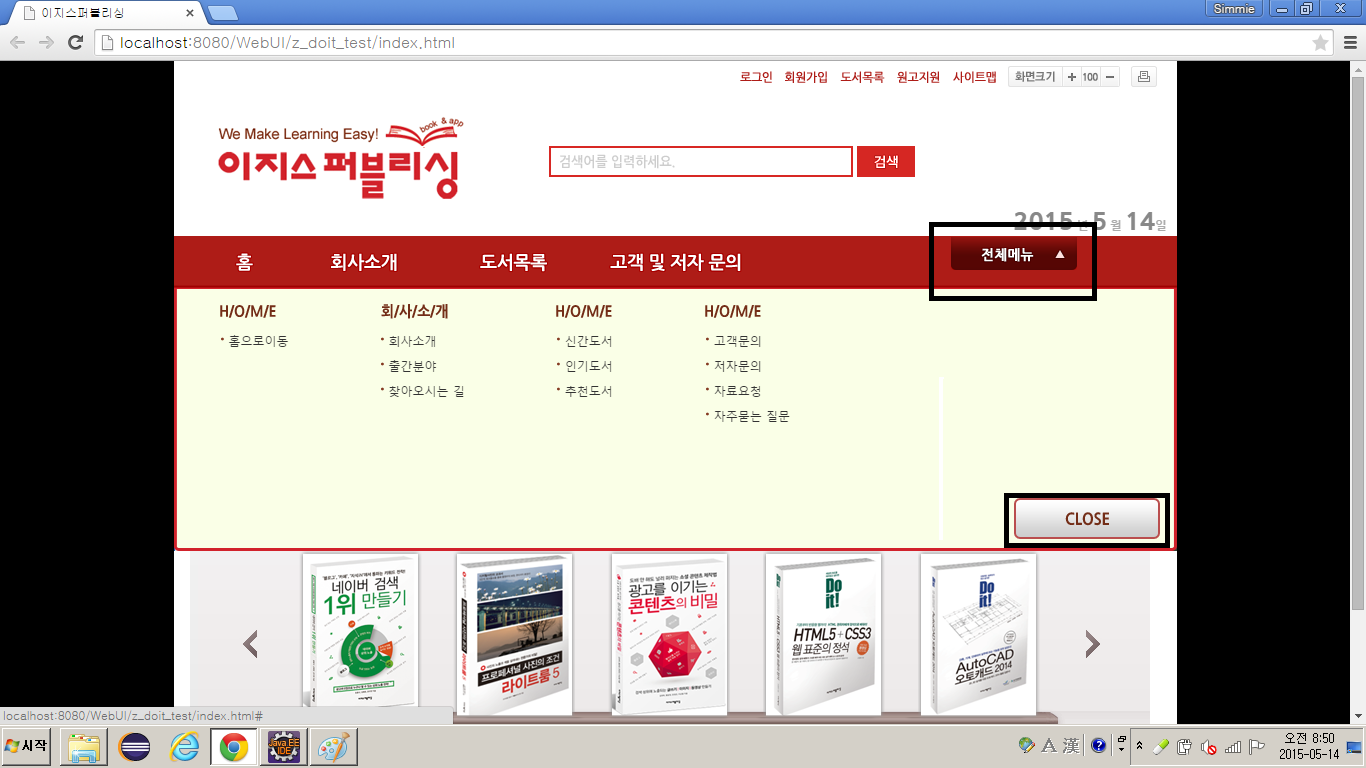 이지스퍼블리싱
Simmie
localhost:8080/WebUI/z_doit_test/index.html
로그인 회원가입 도서목록 원고지원 사이트맵 화면크기 + 100 −
We Make Learning Easy! book & app
이지스퍼블리싱
검색어를 입력하세요. 검색
2015년 5월 14일
홈 회사소개 도서목록 고객 및 저자 문의 전체메뉴 ▲
H/O/M/E 회/사/소/개 H/O/M/E H/O/M/E
· 홈으로이동 · 회사소개 · 신간도서 · 고객문의
· 출간분야 · 인기도서 · 저자문의
· 찾아오시는 길 · 추천도서 · 자료요청
· 자주묻는 질문
CLOSE
네이버 검색
1위 만들기
프로페셔널 사진의 조건
라이트룸 5
광고를 이기는
콘텐츠의 비밀
Do it!
HTML5+CSS3
웹 표준의 정석
Do it!
AutoCAD
오토캐드 2014
localhost:8080/WebUI/z_doit_test/index.html#
시작
Java EE
IDE
A 漢
오전 8:50
2015-05-14